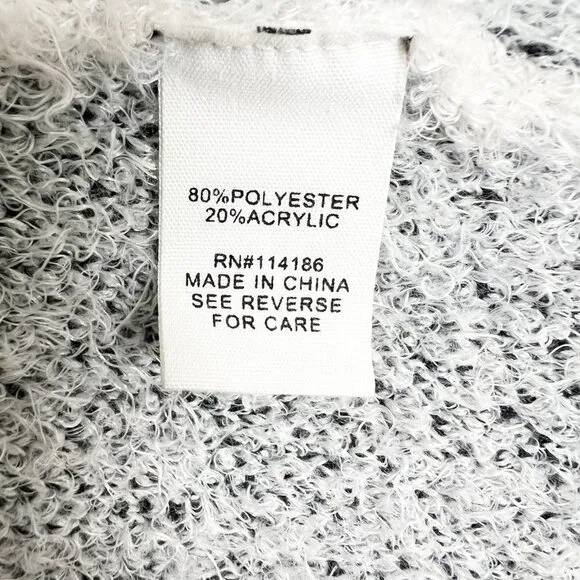 80%POLYESTER
20%ACRYLIC
RN#114186
MADE IN CHINA
SEE REVERSE
FOR CARE